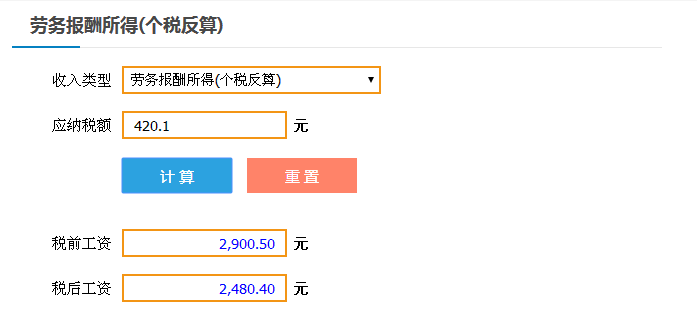 劳务报酬所得(个税反算)
收入类型 劳务报酬所得(个税反算)
应纳税额 420.1 元
计算 重置
税前工资 2,900.50 元
税后工资 2,480.40 元